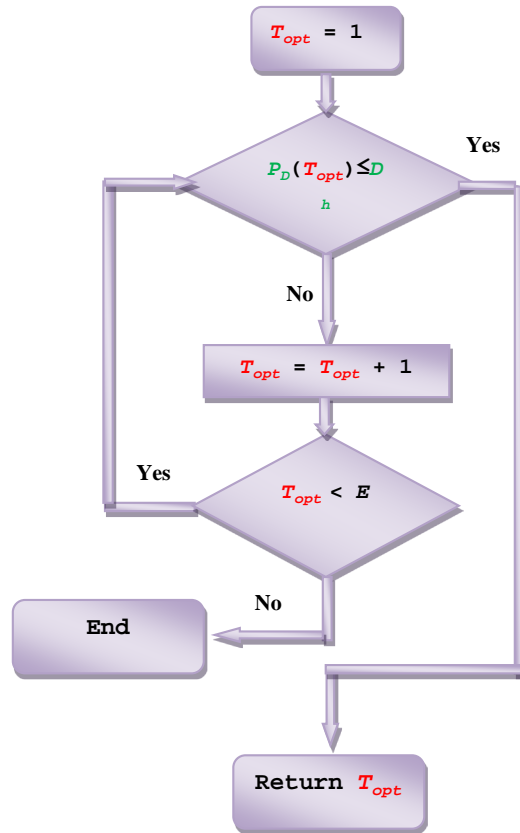 T_opt = 1
Yes
P_D(T_opt)≤D
h
No
T_opt = T_opt + 1
Yes
T_opt < E
No
End
Return T_opt